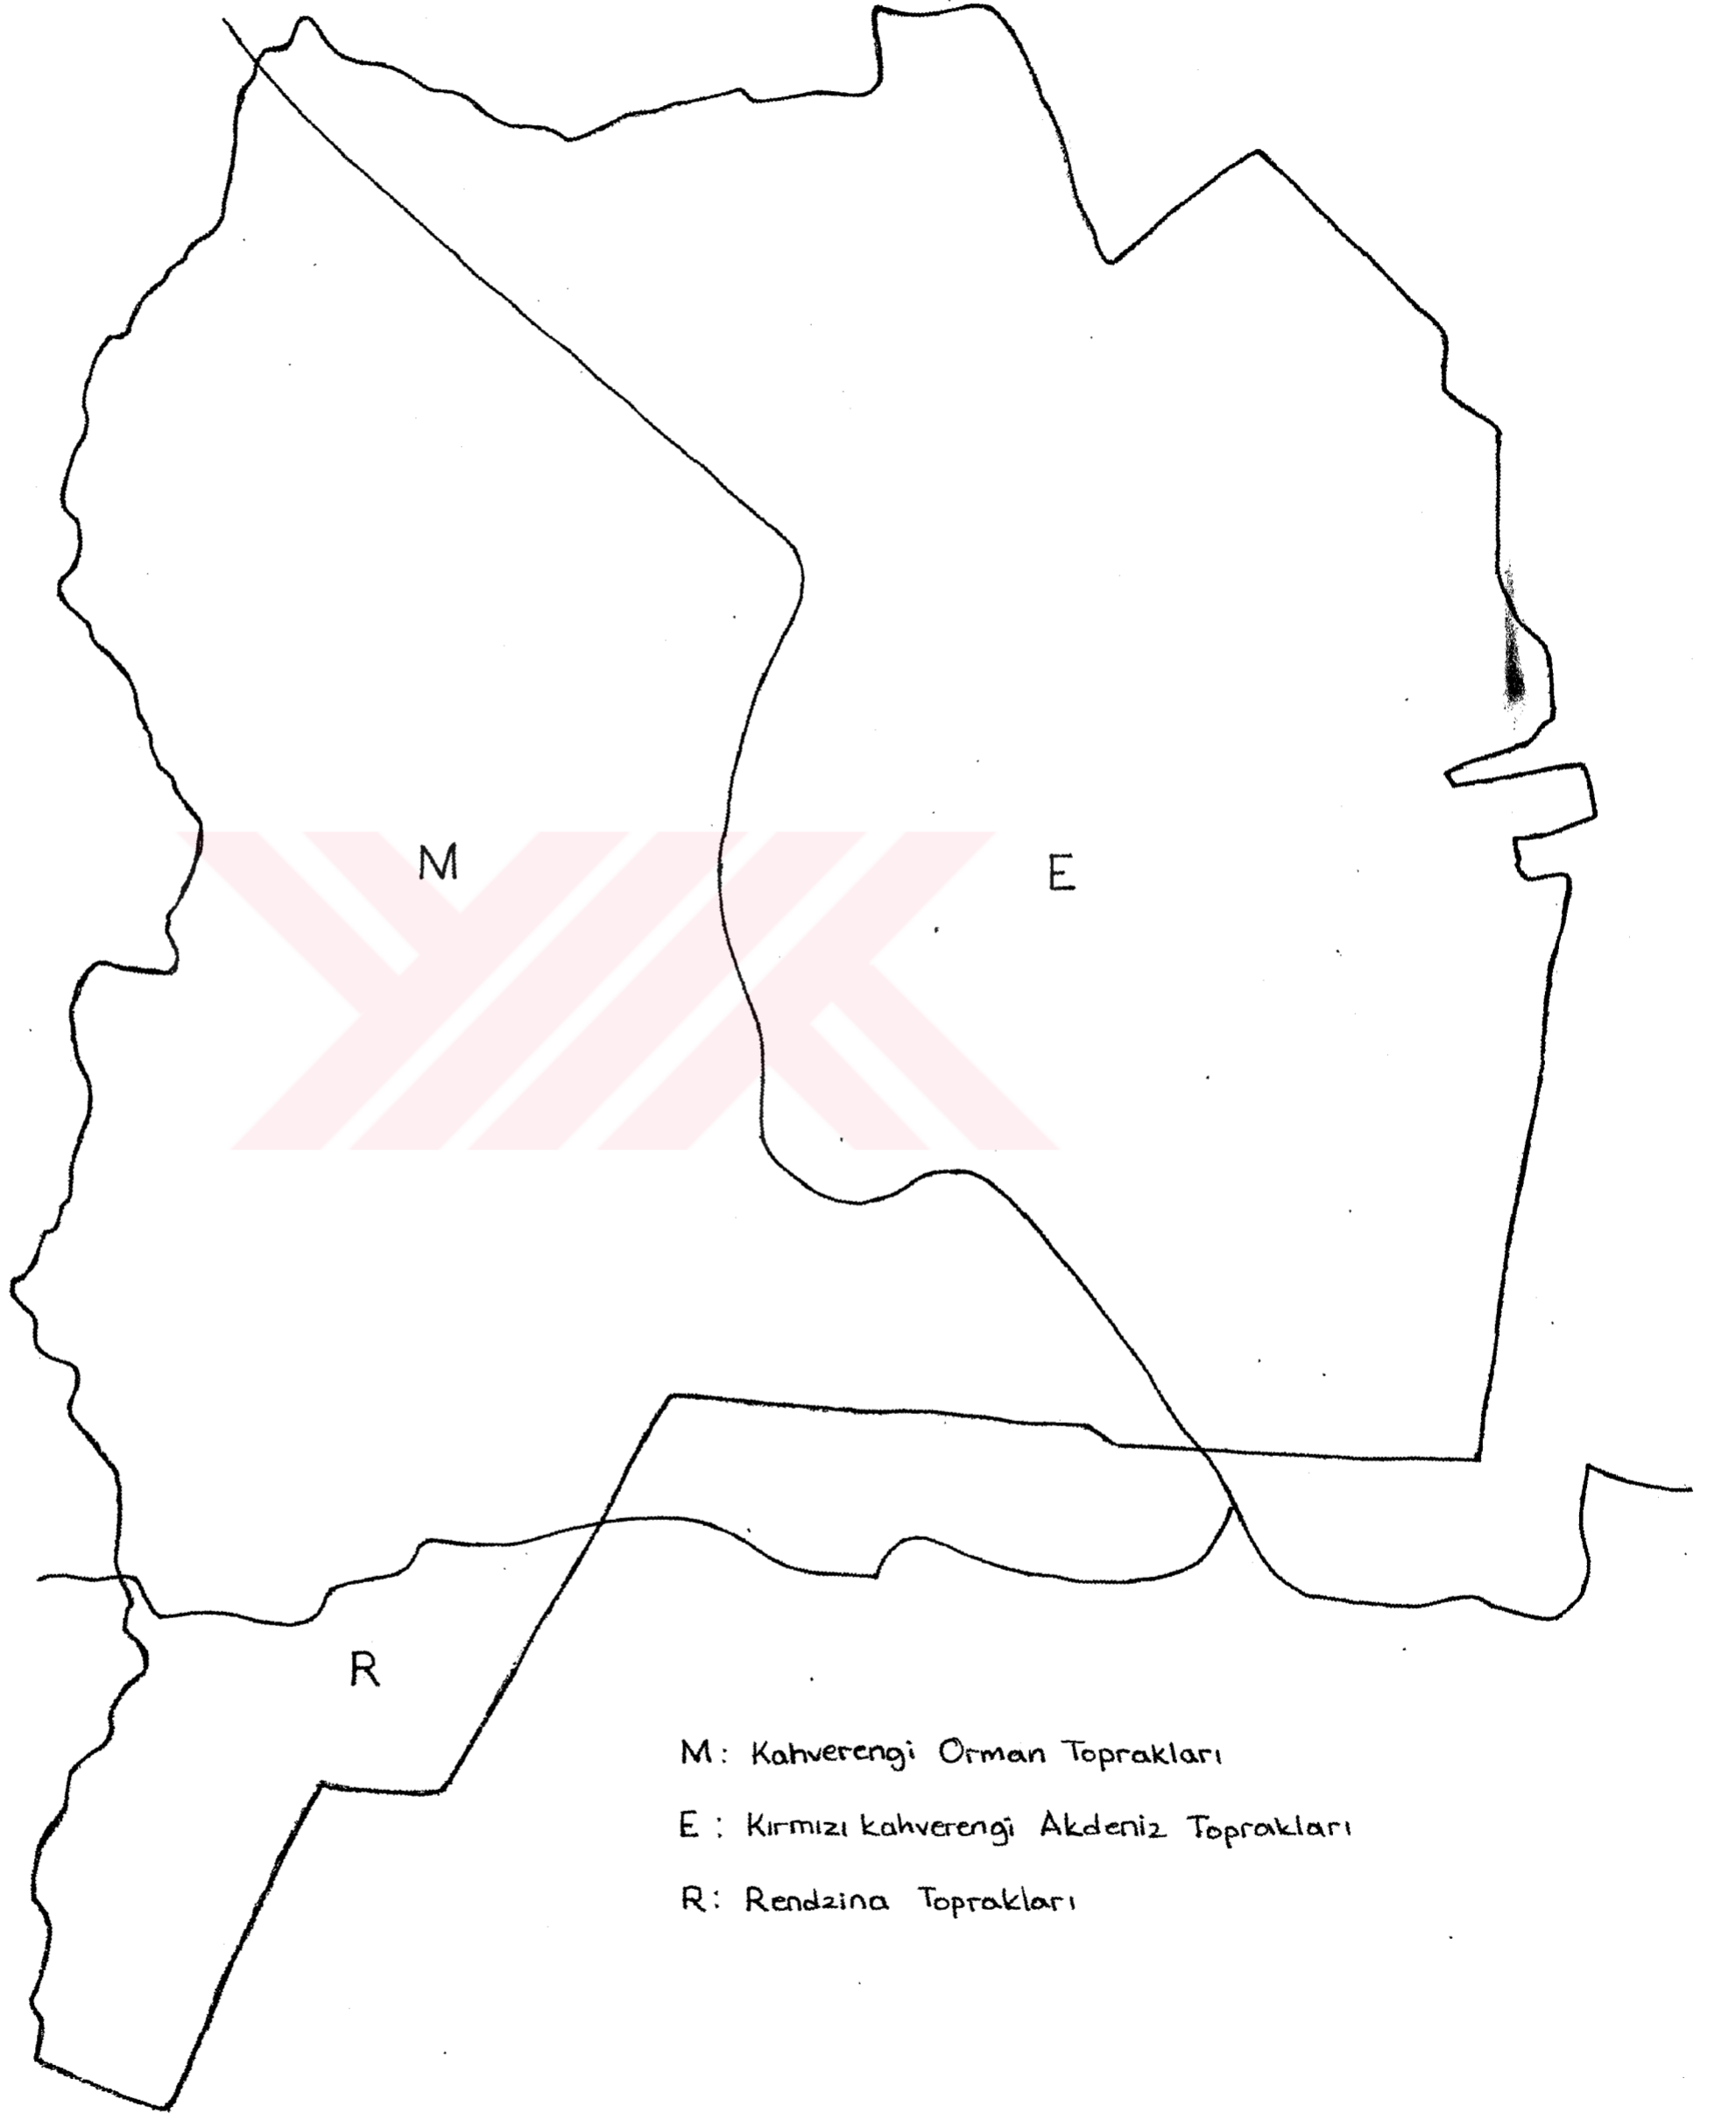 M
E
R
M: Kahverengi Orman Toprakları
E: Kırmızı kahverengi Akdeniz Toprakları
R: Rendzina Toprakları